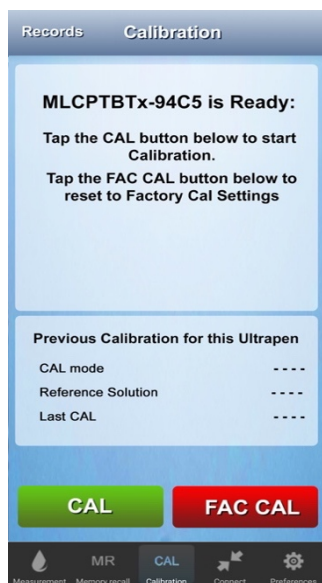 Records Calibration
MLCPTBTx-94C5 is Ready:
Tap the CAL button below to start
Calibration.
Tap the FAC CAL button below to
reset to Factory Cal Settings
Previous Calibration for this Ultrapen
CAL mode - - - -
Reference Solution - - - -
Last CAL - - - -
CAL FAC CAL
MR CAL
Measurement Memory recall Calibration Connect Preferences